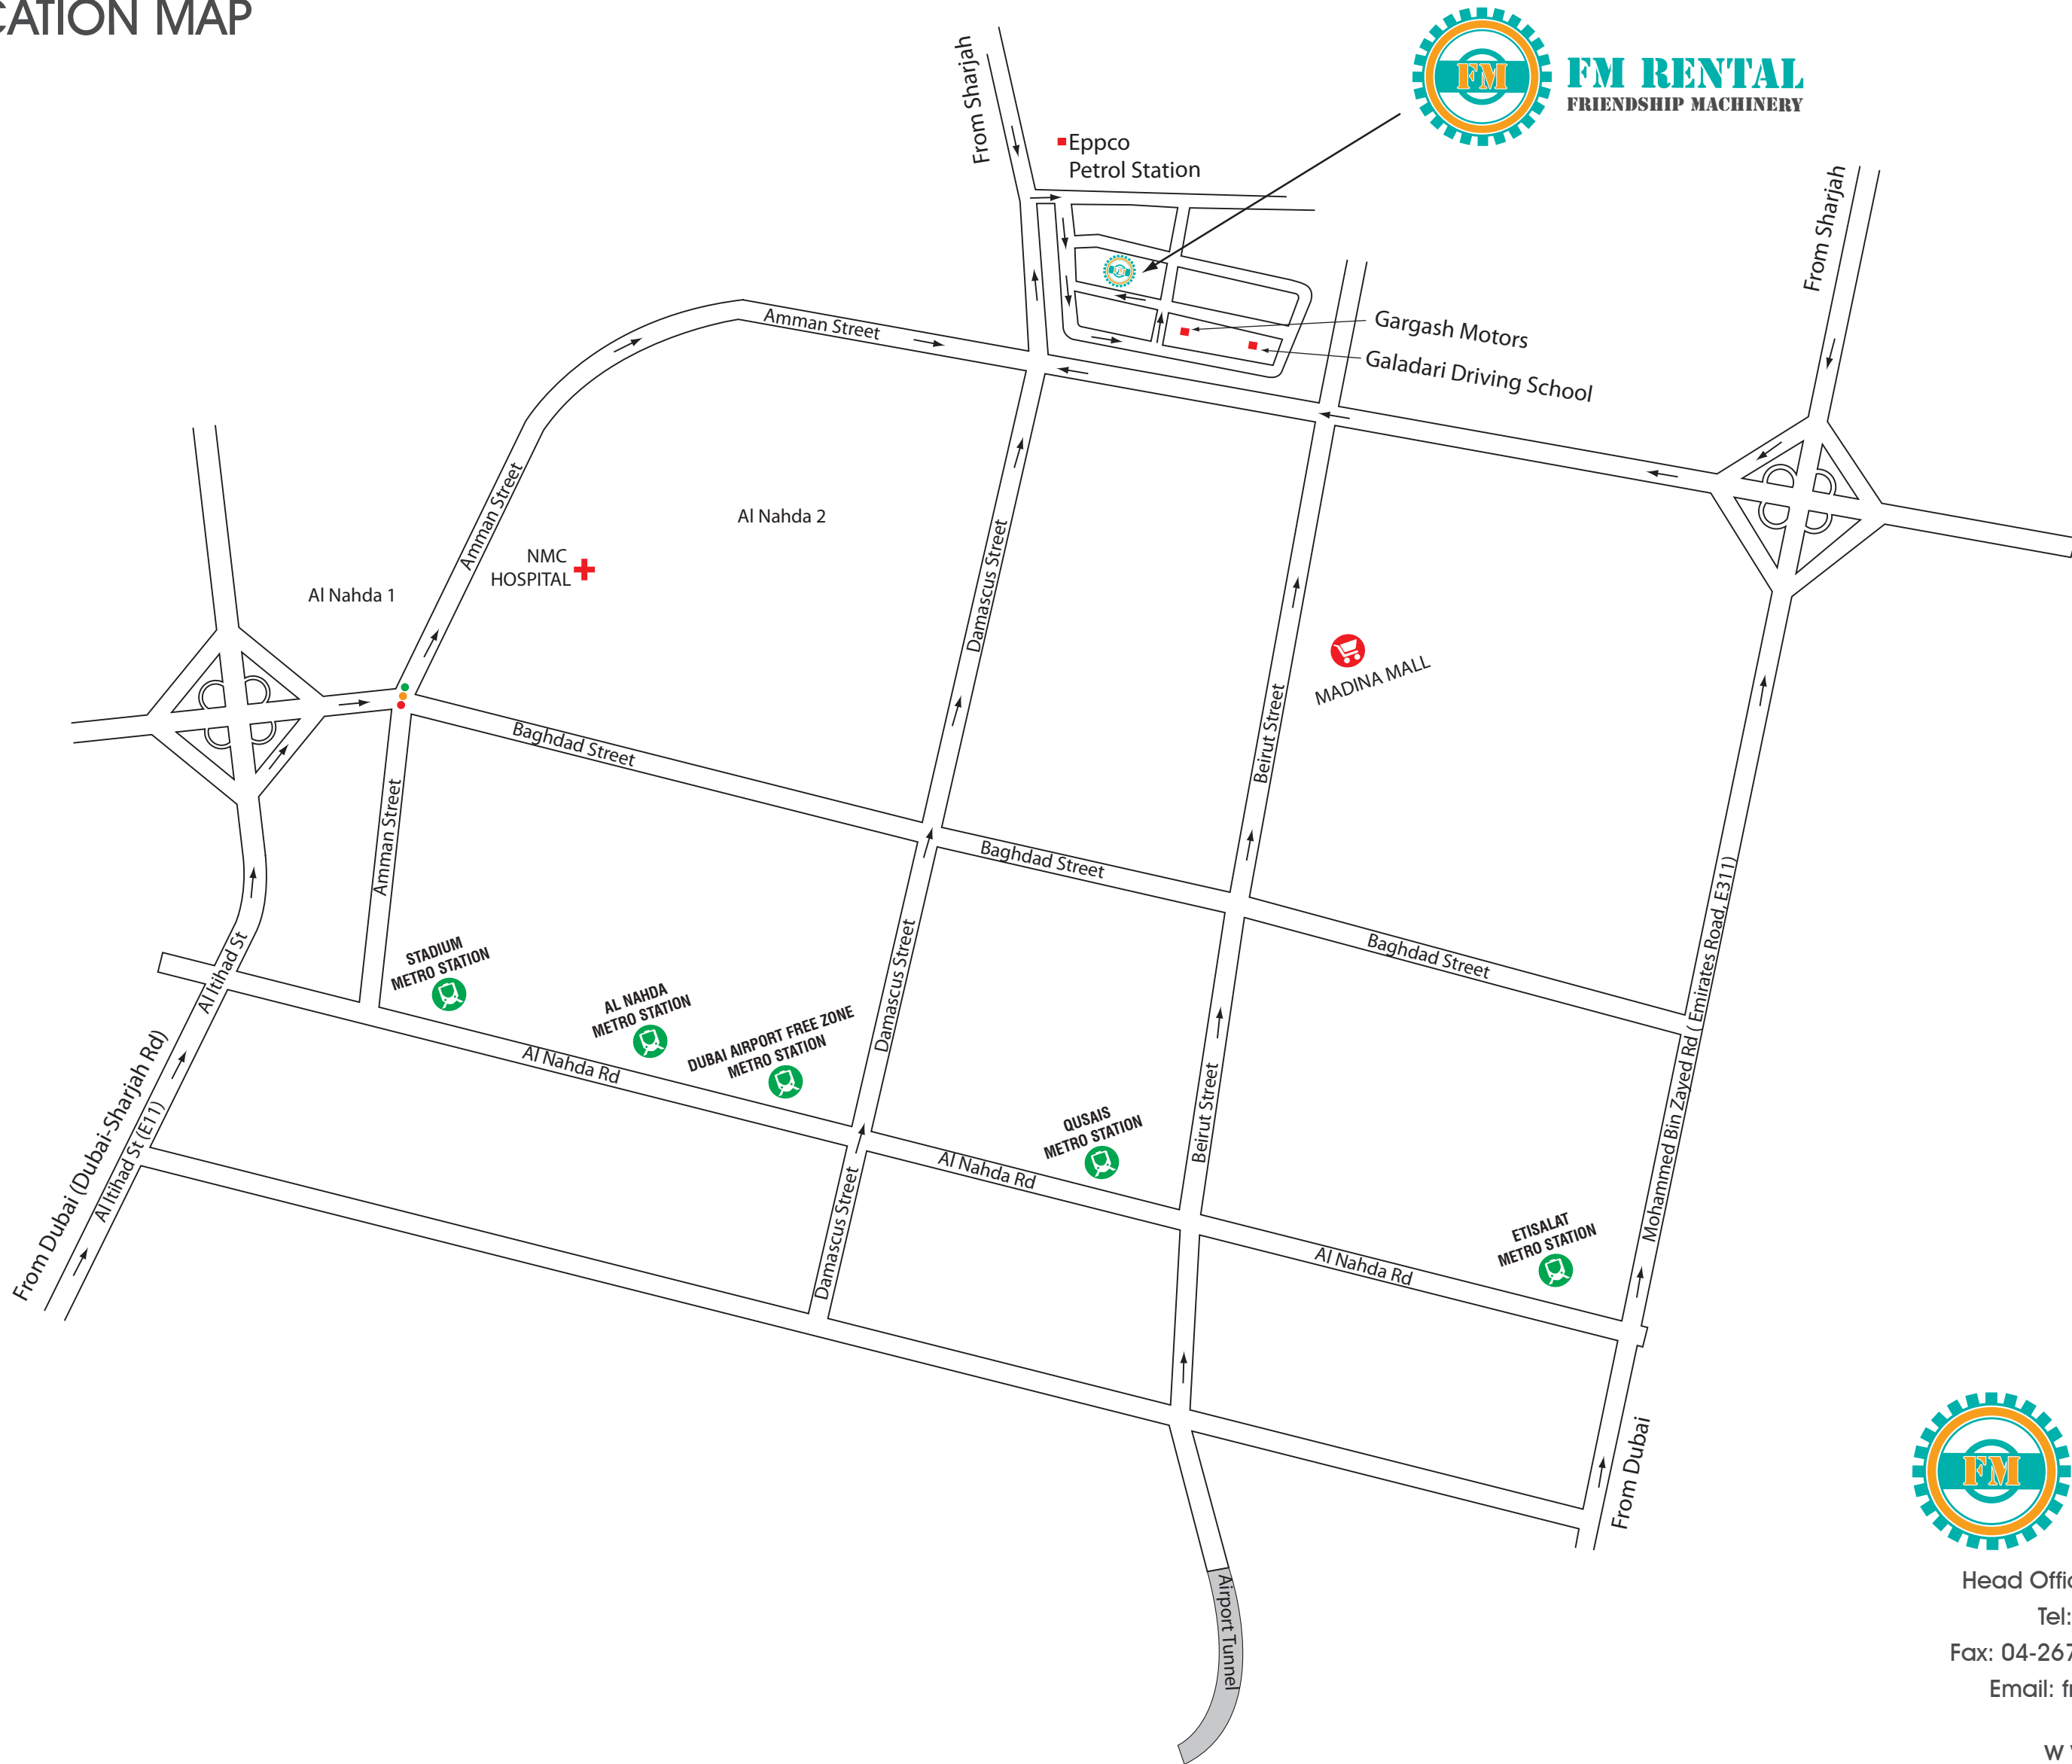 CATION MAP
From Sharjah
FM
FM RENTAL
FRIENDSHIP MACHINERY
Eppco
Petrol Station
From Sharjah
FM
Gargash Motors
Galadari Driving School
Amman Street
Amman Street
Al Nahda 2
NMC
HOSPITAL
Al Nahda 1
Damascus Street
MADINA MALL
Beirut Street
Baghdad Street
Amman Street
Baghdad Street
Baghdad Street
Al Itihad St
STADIUM
METRO STATION
AL NAHDA
METRO STATION
DUBAI AIRPORT FREE ZONE
METRO STATION
Damascus Street
Al Nahda Rd
Mohammed Bin Zayed Rd ( Emirates Road, E311)
From Dubai (Dubai-Sharjah Rd)
Al Itihad St (E11)
QUSAIS
METRO STATION
Beirut Street
Al Nahda Rd
Damascus Street
ETISALAT
METRO STATION
Al Nahda Rd
From Dubai
Airport Tunnel
FM
Head Offic
Tel:
Fax: 04-267
Email: fr
w